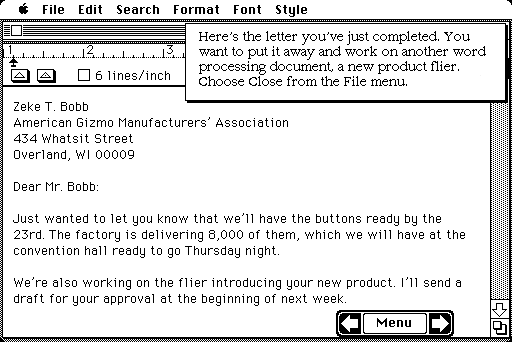 File Edit Search Format Font Style
Here's the letter you've just completed. You
want to put it away and work on another word
processing document, a new product flier.
Choose Close from the File menu.
1 2 3
6 lines/inch
Zeke T. Bobb
American Gizmo Manufacturers' Association
434 Whatsit Street
Overland, WI 00009
Dear Mr. Bobb:
Just wanted to let you know that we'll have the buttons ready by the
23rd. The factory is delivering 8,000 of them, which we will have at the
convention hall ready to go Thursday night.
We're also working on the flier introducing your new product. I'll send a
draft for your approval at the beginning of next week.
Menu